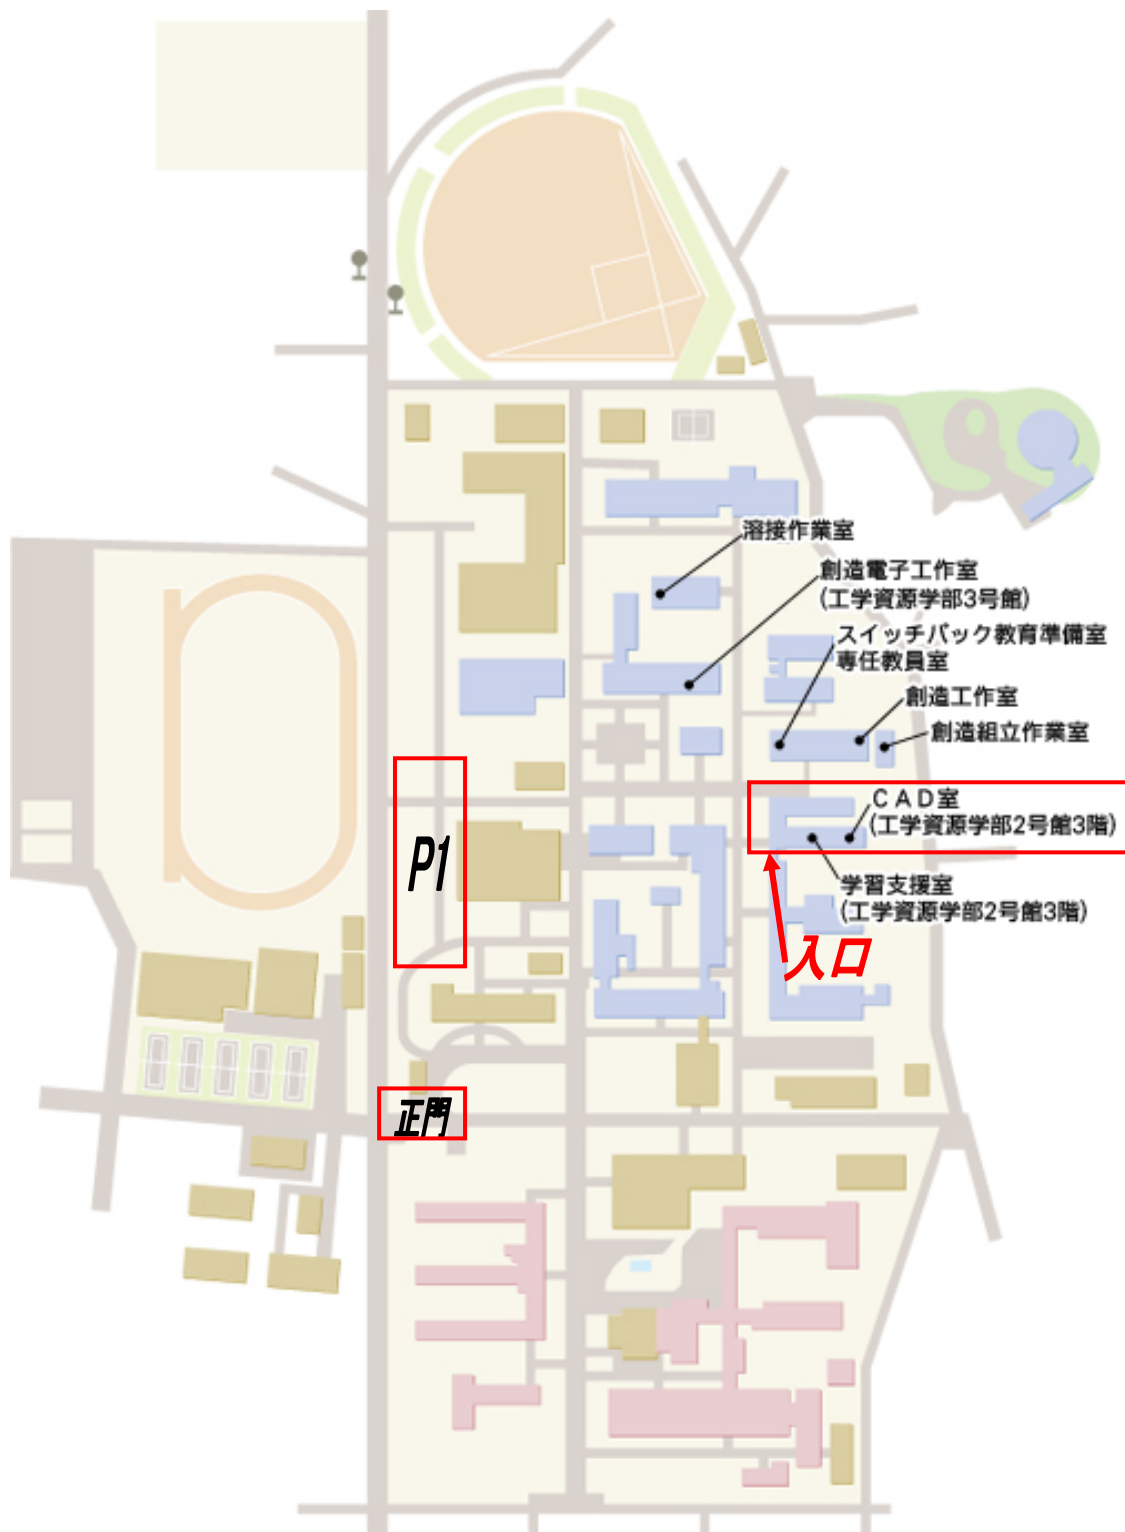 溶接作業室
創造電子工作室
(工学資源学部3号館)
スイッチバック教育準備室
専任教員室
創造工作室
創造組立作業室
CAD室
(工学資源学部2号館3階)
P1
学習支援室
(工学資源学部2号館3階)
入口
正門